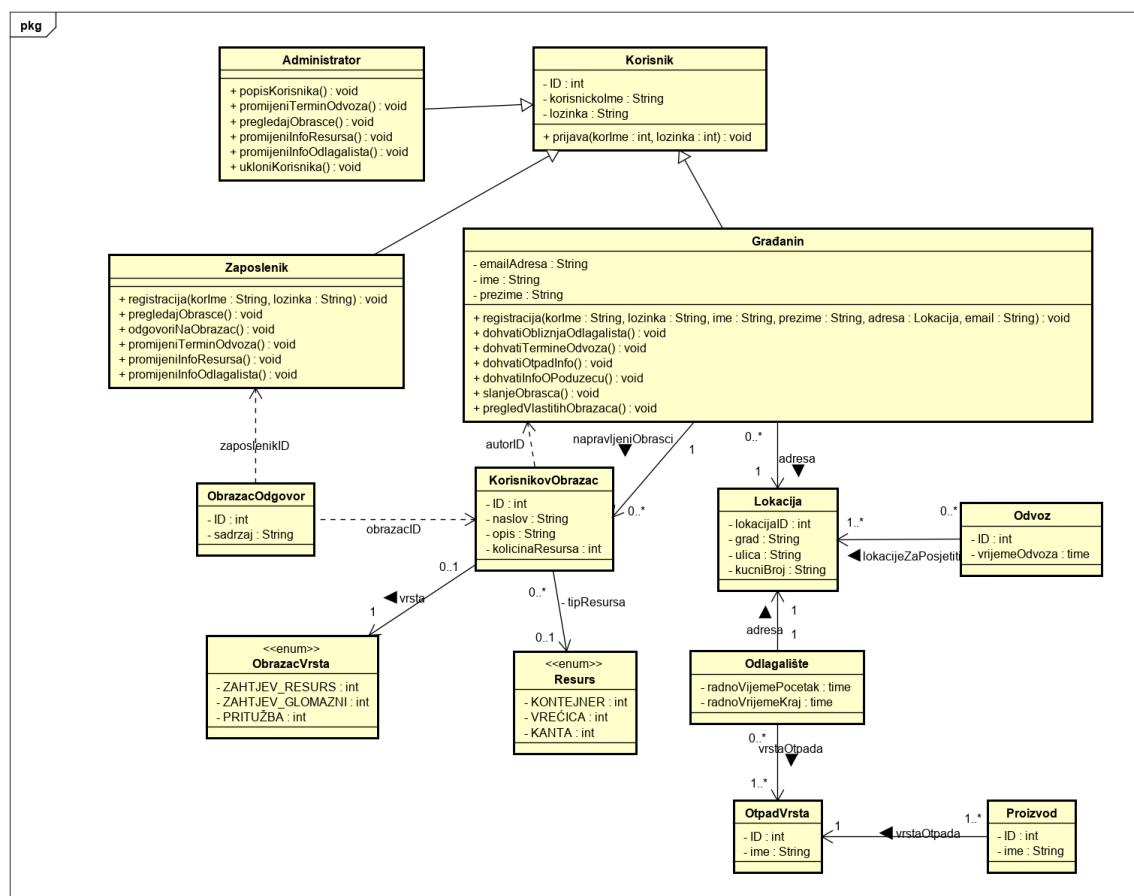 pkg
Administrator
+ popisKorisnika() : void
+ promijeniTerminOdvoza() : void
+ pregledajObrasce() : void
+ promijeniInfoResursa() : void
+ promijeniInfoOdlagalista() : void
+ ukloniKorisnika() : void
Korisnik
- ID : int
- korisnickoIme : String
- lozinka : String
+ prijava(korIme : int, lozinka : int) : void
Zaposlenik
+ registracija(korIme : String, lozinka : String) : void
+ pregledajObrasce() : void
+ odgovoriNaObrazac() : void
+ promijeniTerminOdvoza() : void
+ promijeniInfoResursa() : void
+ promijeniInfoOdlagalista() : void
Građanin
- emailAdresa : String
- ime : String
- prezime : String
+ registracija(korIme : String, lozinka : String, ime : String, prezime : String, adresa : Lokacija, email : String) : void
+ dohvatiObliznjaOdlagalista() : void
+ dohvatiTermineOdvoza() : void
+ dohvatiOtpadInfo() : void
+ dohvatiInfoOPoduzecu() : void
+ slanjeObrasca() : void
+ pregledVlastitihObrazaca() : void
zaposlenikID
autorID
napravljeniObrasci
1
0..*
0..*
adresa
1
ObrazacOdgovor
- ID : int
- sadrzaj : String
obrazacID
KorisnikovObrazac
- ID : int
- naslov : String
- opis : String
- kolicinaResursa : int
Lokacija
- lokacijaID : int
- grad : String
- ulica : String
- kucniBroj : String
1..*
0..*
lokacijeZaPosjetiti
Odvoz
- ID : int
- vrijemeOdvoza : time
0..1
vrsta
1
0..*
- tipResursa
0..1
1
adresa
1
<<enum>>
ObrazacVrsta
- ZAHTJEV_RESURS : int
- ZAHTJEV_GLOMAZNI : int
- PRITUŽBA : int
<<enum>>
Resurs
- KONTEJNER : int
- VREĆICA : int
- KANTA : int
Odlagalište
- radnoVijemePocetak : time
- radnoVrijemeKraj : time
0..*
vrstaOtpada
1..*
OtpadVrsta
- ID : int
- ime : String
1
vrstaOtpada
1..*
Proizvod
- ID : int
- ime : String